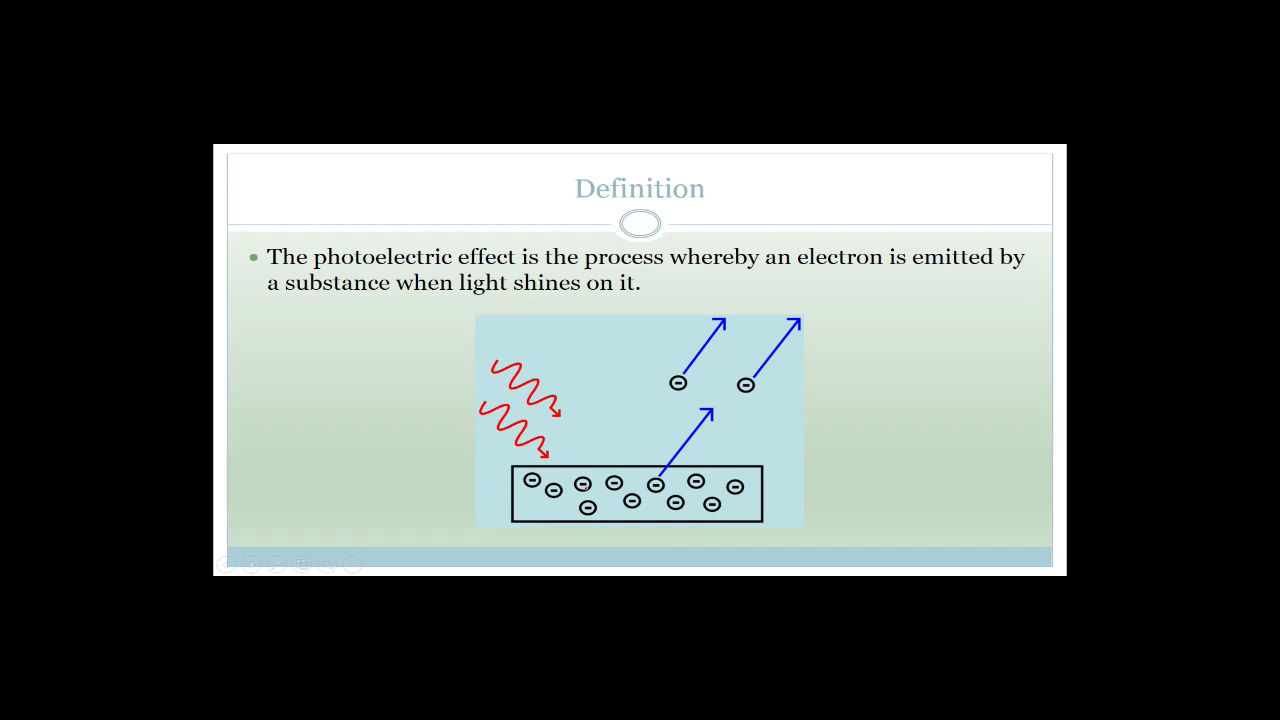 Definition
• The photoelectric effect is the process whereby an electron is emitted by
a substance when light shines on it.